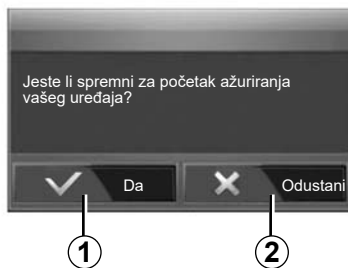 Jeste li spremni za početak ažuriranja
vašeg uređaja?
Da
Odustani
1
2